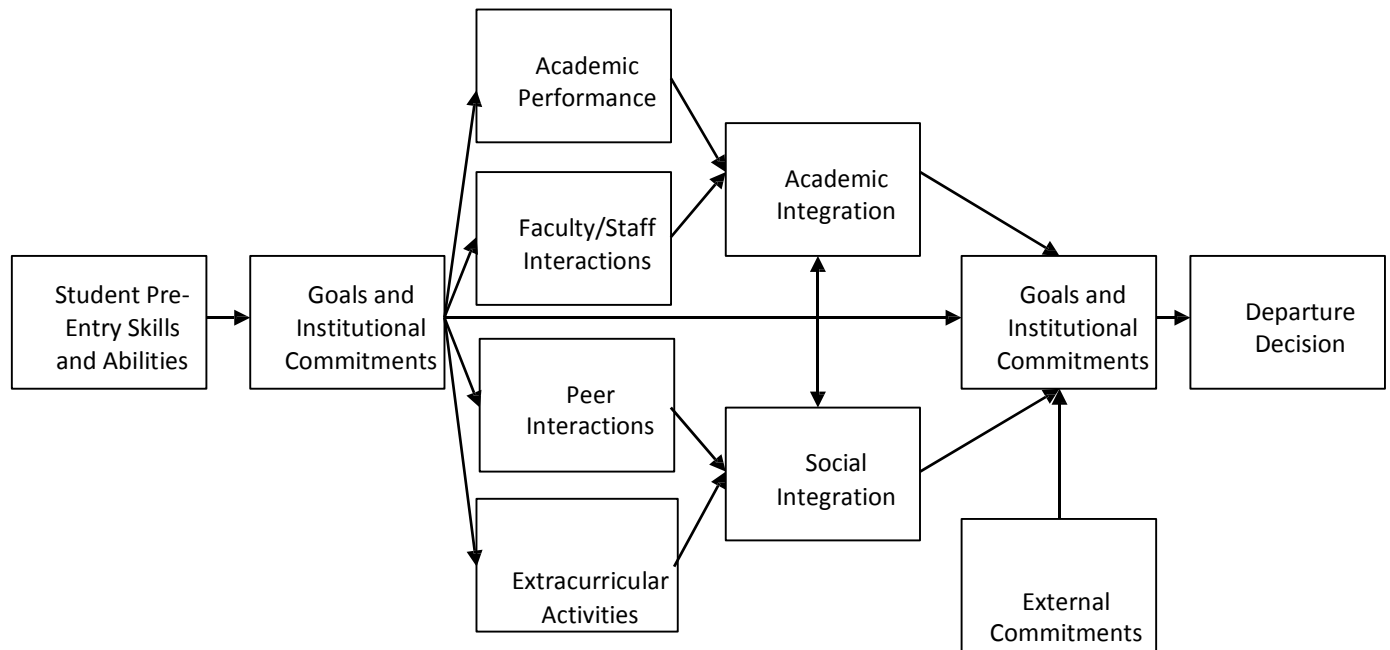 Academic
Performance
Faculty/Staff
Interactions
Academic
Integration
Student Pre-
Entry Skills
and Abilities
Goals and
Institutional
Commitments
Goals and
Institutional
Commitments
Departure
Decision
Peer
Interactions
Social
Integration
Extracurricular
Activities
External
Commitments